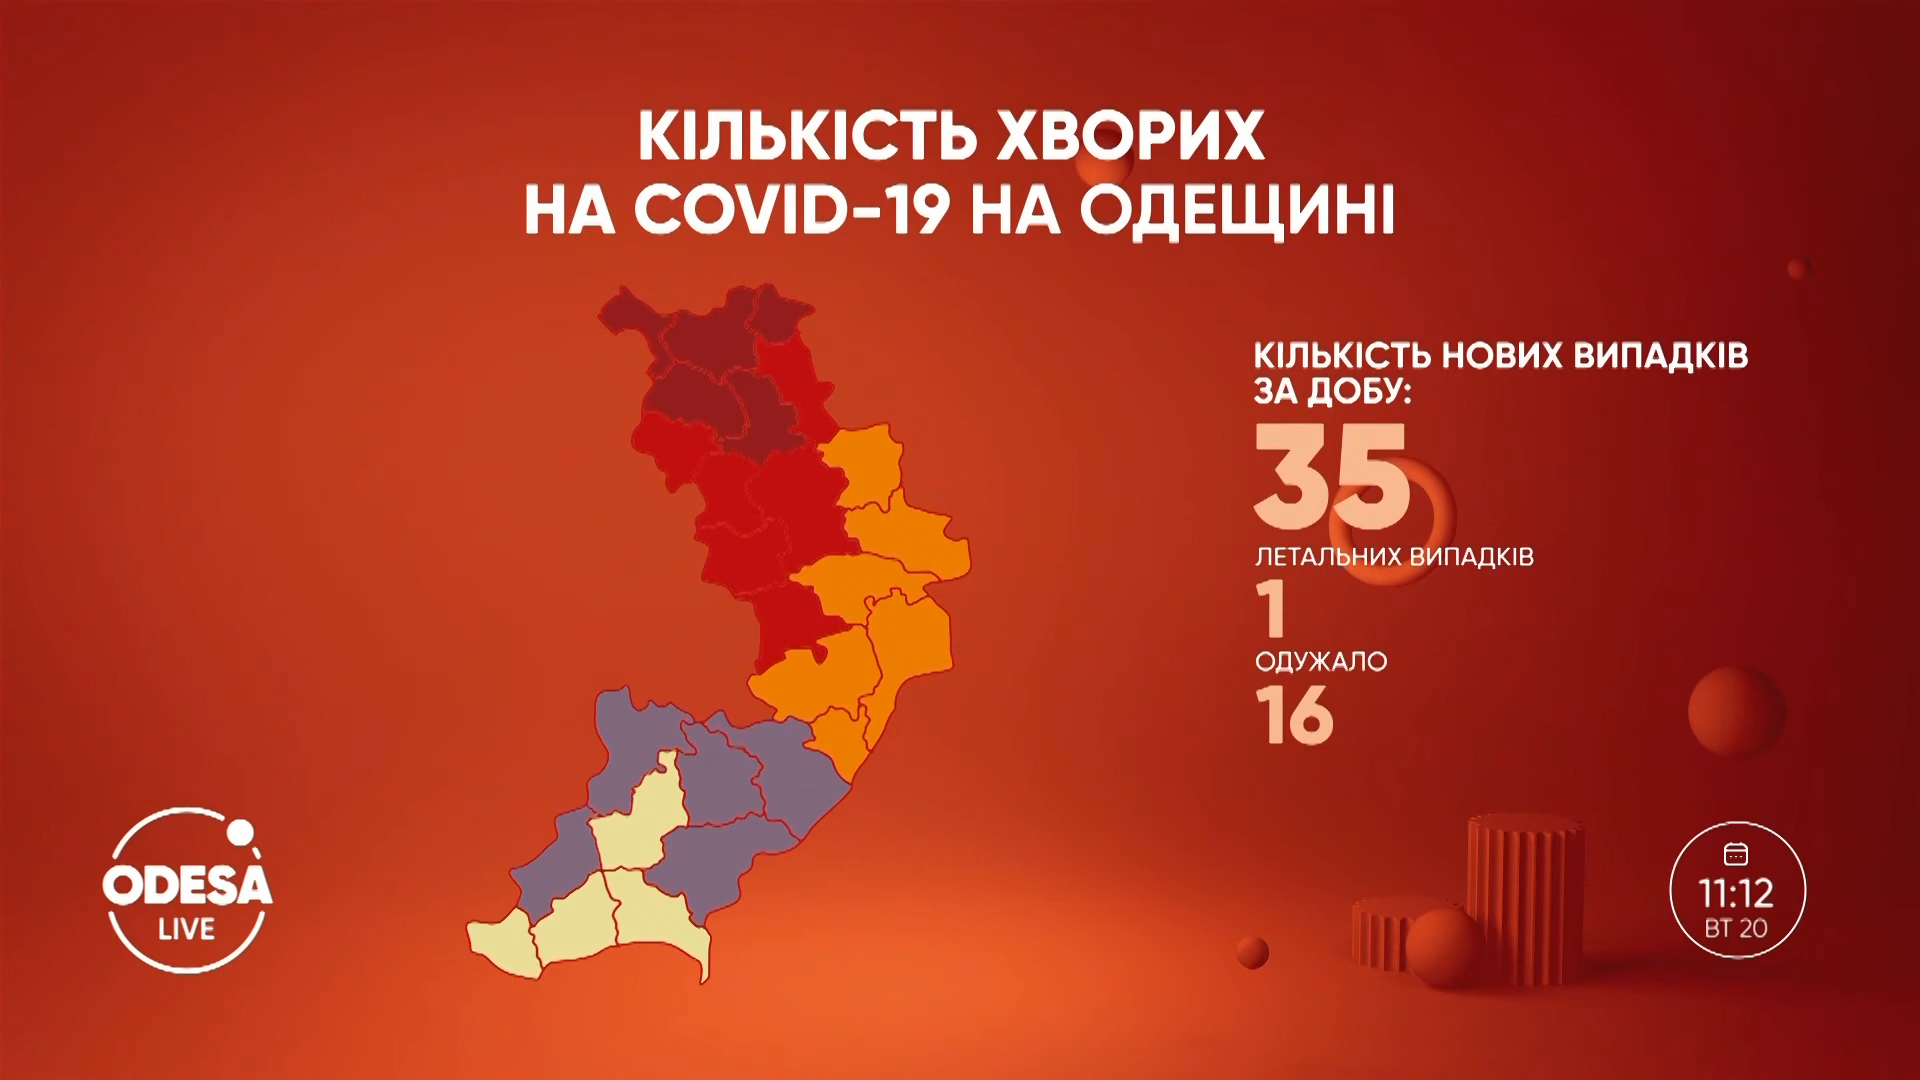 КІЛЬКІСТЬ ХВОРИХ
НА COVID-19 НА ОДЕЩИНІ
КІЛЬКІСТЬ НОВИХ ВИПАДКІВ
ЗА ДОБУ:
35
ЛЕТАЛЬНИХ ВИПАДКІВ
1
ОДУЖАЛО
16
ODESA
LIVE
11:12
ВТ 20